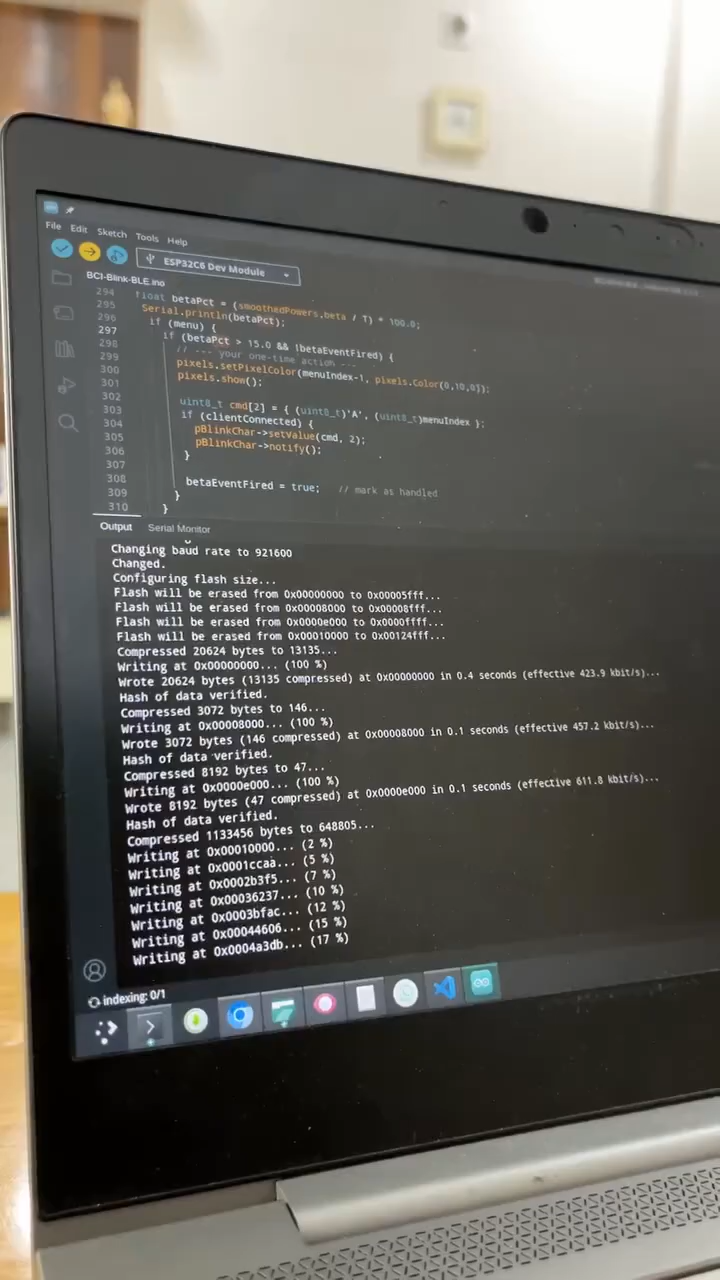 File Edit Sketch Tools Help
ESP32C6 Dev Module
BCI-Blink-BLE.ino
294 float betaPct = (smoothedPowers.beta / T) * 100.0;
295 Serial.println(betaPct);
296 if (menu) {
297 if (betaPct > 15.0 && !betaEventFired) {
298 // --- your one-time action ---
299 pixels.setPixelColor(menuIndex-1, pixels.Color(0,10,0));
300 pixels.show();
301
302 uint8_t cmd[2] = { (uint8_t)'A', (uint8_t)menuIndex };
303 if (clientConnected) {
304 pBlinkChar->setValue(cmd, 2);
305 pBlinkChar->notify();
306 }
307
308 betaEventFired = true; // mark as handled
309 }
310 }
Output Serial Monitor
Changing baud rate to 921600
Changed.
Configuring flash size...
Flash will be erased from 0x00000000 to 0x00005fff...
Flash will be erased from 0x00008000 to 0x00008fff...
Flash will be erased from 0x0000e000 to 0x0000ffff...
Flash will be erased from 0x00010000 to 0x00124fff...
Compressed 20624 bytes to 13135...
Writing at 0x00000000... (100 %)
Wrote 20624 bytes (13135 compressed) at 0x00000000 in 0.4 seconds (effective 423.9 kbit/s)...
Hash of data verified.
Compressed 3072 bytes to 146...
Writing at 0x00008000... (100 %)
Wrote 3072 bytes (146 compressed) at 0x00008000 in 0.1 seconds (effective 457.2 kbit/s)...
Hash of data verified.
Compressed 8192 bytes to 47...
Writing at 0x0000e000... (100 %)
Wrote 8192 bytes (47 compressed) at 0x0000e000 in 0.1 seconds (effective 611.8 kbit/s)...
Hash of data verified.
Compressed 1133456 bytes to 648805...
Writing at 0x00010000... (2 %)
Writing at 0x0001ccaa... (5 %)
Writing at 0x0002b3f5... (7 %)
Writing at 0x00036237... (10 %)
Writing at 0x0003bfac... (12 %)
Writing at 0x00044606... (15 %)
Writing at 0x0004a3db... (17 %)
indexing: 0/1